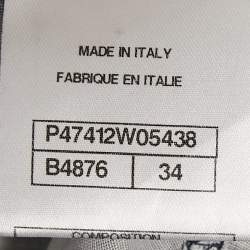 MADE IN ITALY
FABRIQUE EN ITALIE
P47412W05438
B4876 34
COMPOSITION